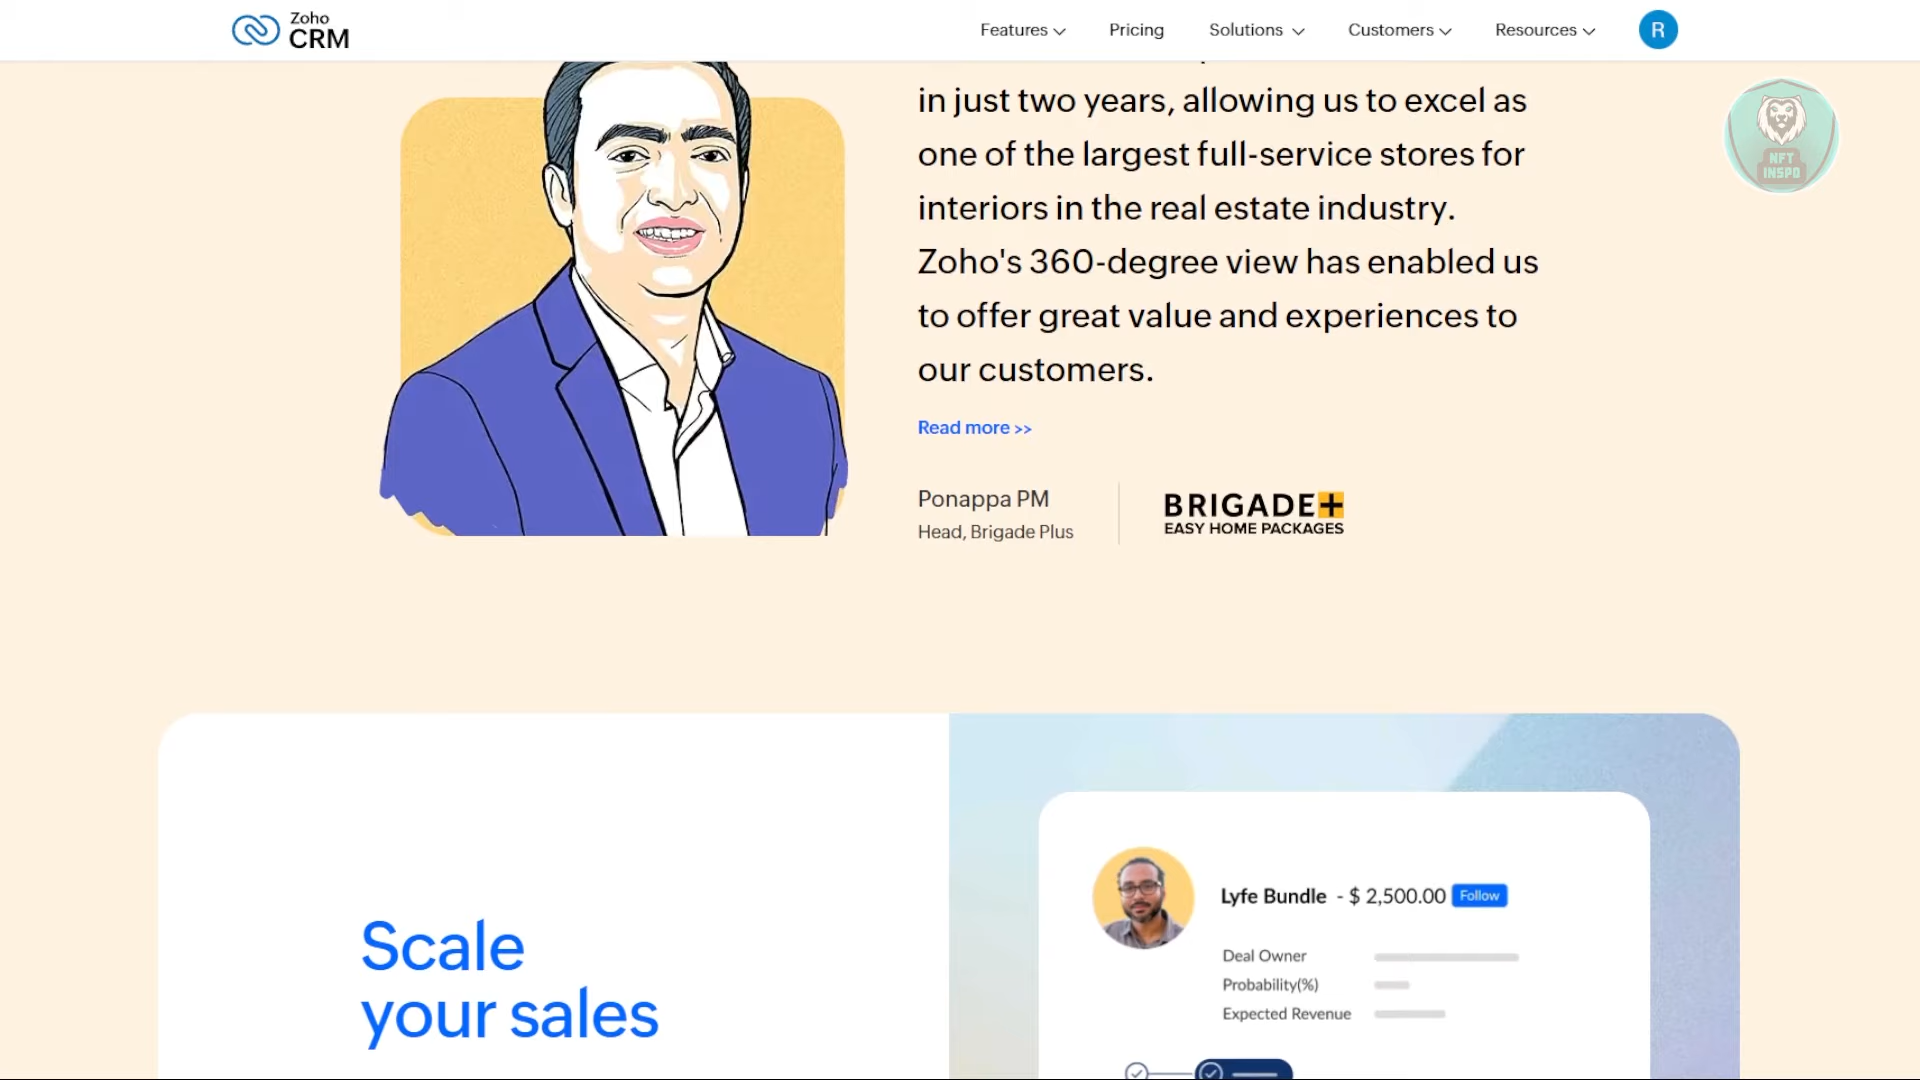 Zoho
CRM
Features
Pricing
Solutions
Customers
Resources
R
in just two years, allowing us to excel as
one of the largest full-service stores for
interiors in the real estate industry.
Zoho's 360-degree view has enabled us
to offer great value and experiences to
our customers.
Read more >>
Ponappa PM
Head, Brigade Plus
BRIGADE+
EASY HOME PACKAGES
NFT
INSPO
Scale
your sales
Lyfe Bundle - $ 2,500.00 Follow
Deal Owner
Probability(%)
Expected Revenue